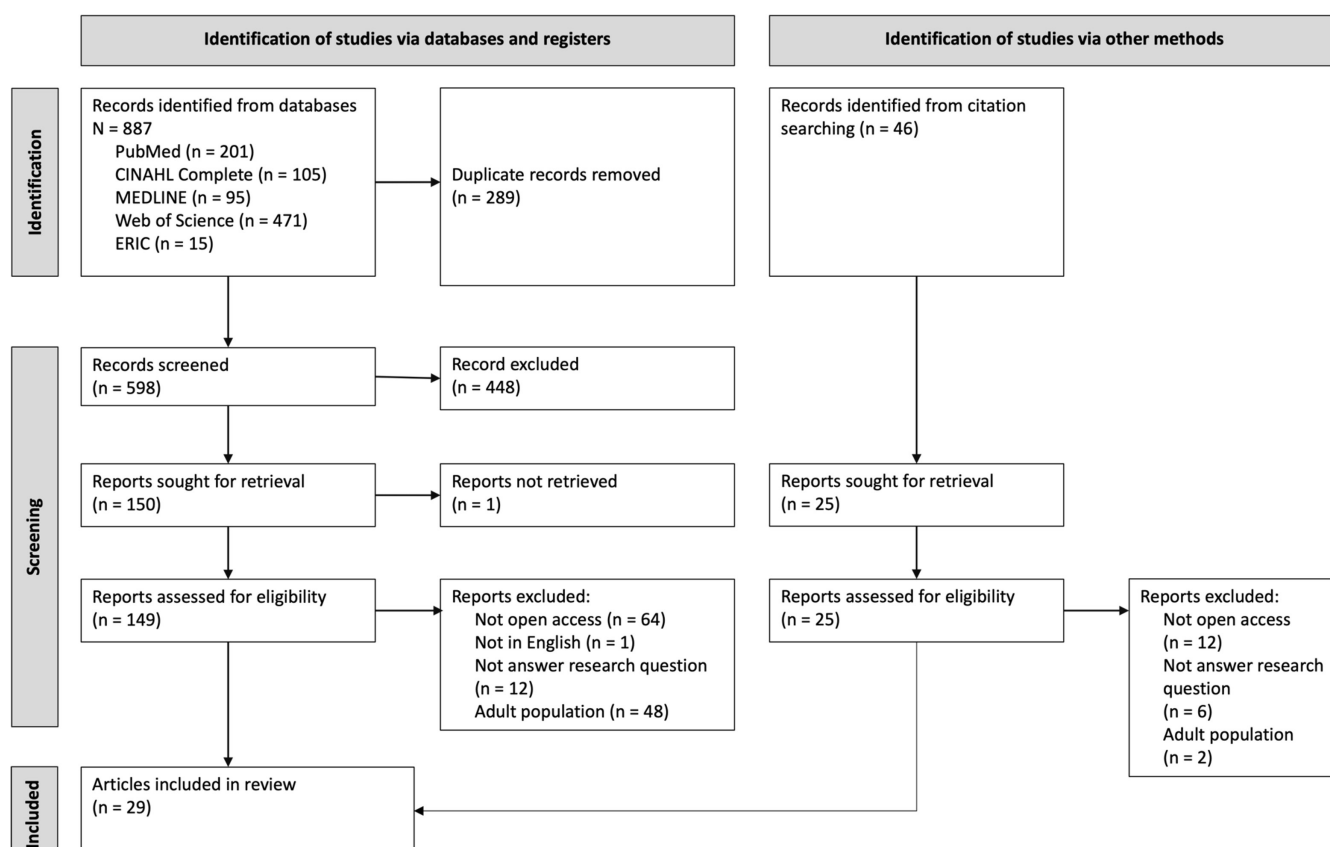 Identification of studies via databases and registers
Identification of studies via other methods
Identification
Records identified from databases
N = 887
PubMed (n = 201)
CINAHL Complete (n = 105)
MEDLINE (n = 95)
Web of Science (n = 471)
ERIC (n = 15)
Duplicate records removed
(n = 289)
Records identified from citation
searching (n = 46)
Screening
Records screened
(n = 598)
Record excluded
(n = 448)
Reports sought for retrieval
(n = 150)
Reports not retrieved
(n = 1)
Reports sought for retrieval
(n = 25)
Reports assessed for eligibility
(n = 149)
Reports excluded:
Not open access (n = 64)
Not in English (n = 1)
Not answer research question
(n = 12)
Adult population (n = 48)
Reports assessed for eligibility
(n = 25)
Reports excluded:
Not open access
(n = 12)
Not answer research
question
(n = 6)
Adult population
(n = 2)
Included
Articles included in review
(n = 29)